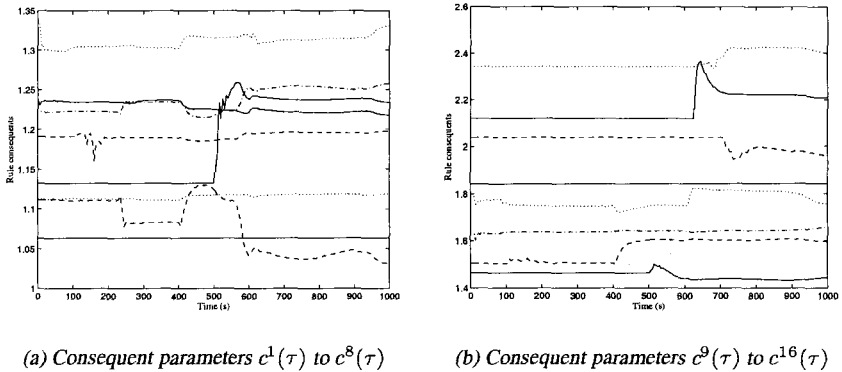 1.35
1.3
1.25
1.2
1.15
1.1
1.05
1
Rule consequents
0 100 200 300 400 500 600 700 800 900 1000
Time (s)
2.6
2.4
2.2
2
1.8
1.6
1.4
Rule consequents
0 100 200 300 400 500 600 700 800 900 1000
Time (s)
(a) Consequent parameters c¹(τ) to c⁸(τ)
(b) Consequent parameters c⁹(τ) to c¹⁶(τ)